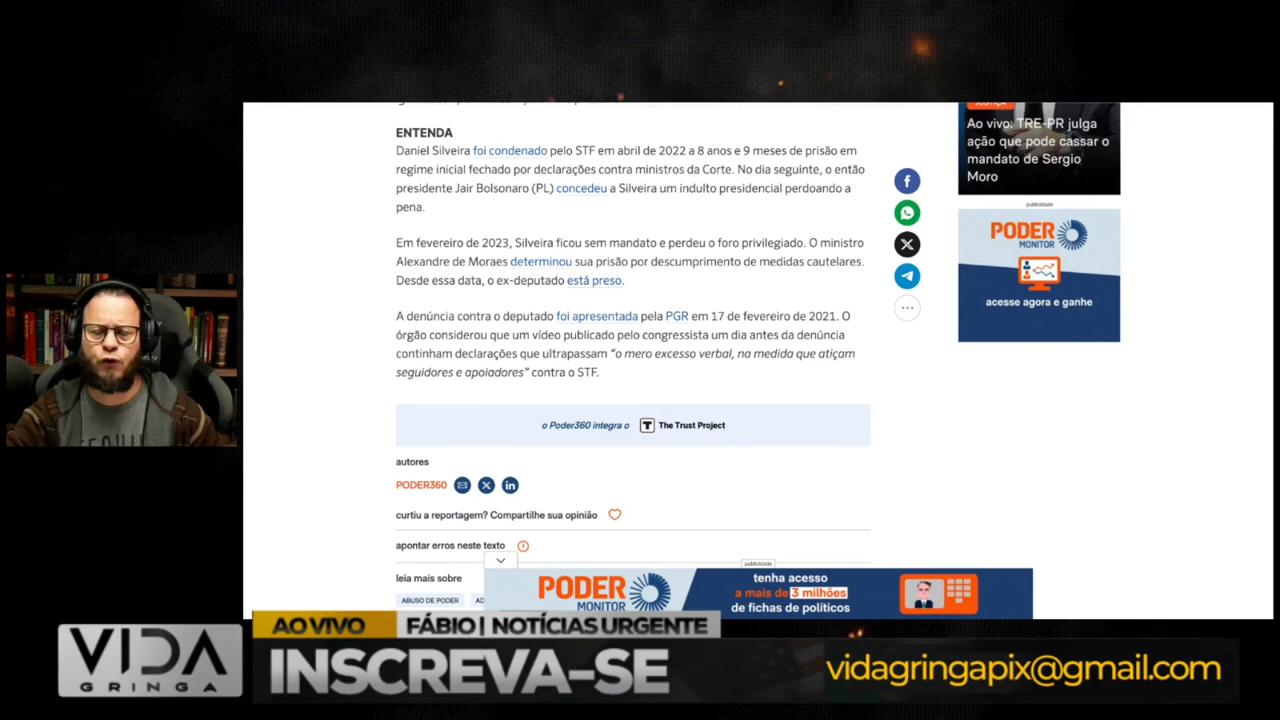 ENTENDA
Daniel Silveira foi condenado pelo STF em abril de 2022 a 8 anos e 9 meses de prisão em
regime inicial fechado por declarações contra ministros da Corte. No dia seguinte, o então
presidente Jair Bolsonaro (PL) concedeu a Silveira um indulto presidencial perdoando a
pena.
Em fevereiro de 2023, Silveira ficou sem mandato e perdeu o foro privilegiado. O ministro
Alexandre de Moraes determinou sua prisão por descumprimento de medidas cautelares.
Desde essa data, o ex-deputado está preso.
A denúncia contra o deputado foi apresentada pela PGR em 17 de fevereiro de 2021. O
órgão considerou que um vídeo publicado pelo congressista um dia antes da denúncia
continham declarações que ultrapassam “o mero excesso verbal, na medida que atiçam
seguidores e apoiadores” contra o STF.
o Poder360 integra o T The Trust Project
autores
PODER360
curtiu a reportagem? Compartilhe sua opinião
apontar erros neste texto
leia mais sobre
ABUSO DE PODER AD
JUSTIÇA
Ao vivo: TRE-PR julga
ação que pode cassar o
mandato de Sergio
Moro
publicidade
PODER
MONITOR
acesse agora e ganhe
publicidade
PODER
MONITOR
tenha acesso
a mais de 3 milhões
de fichas de políticos
AO VIVO FÁBIO | NOTÍCIAS URGENTE
VIDA
GRINGA
INSCREVA-SE
vidagringapix@gmail.com